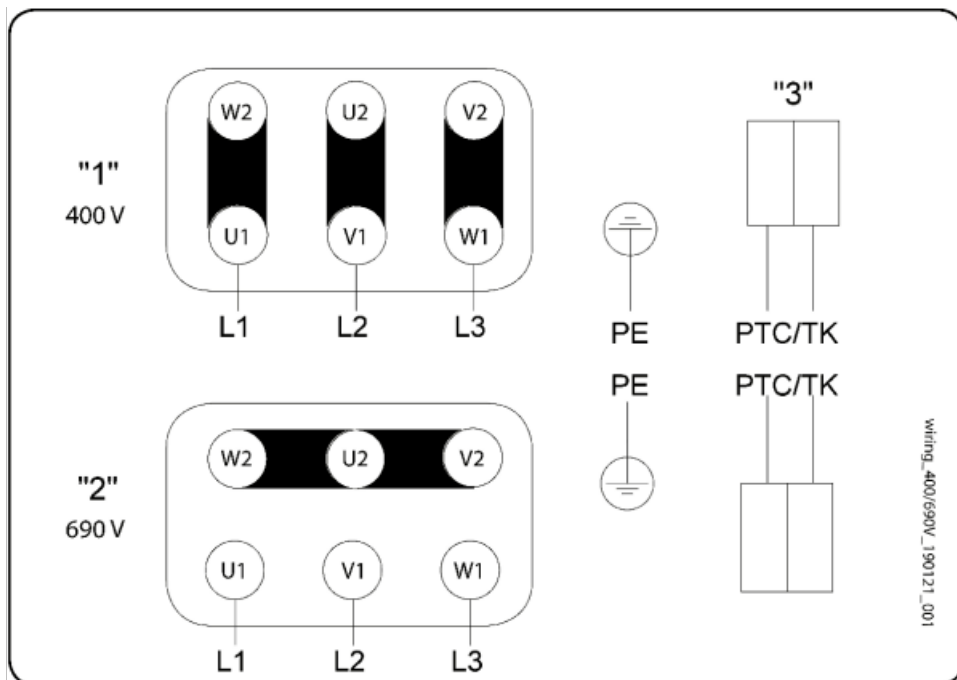 "1"
400 V
W2 U2 V2
U1 V1 W1
L1 L2 L3
"3"
PE PTC/TK
PE PTC/TK
"2"
690 V
W2 U2 V2
U1 V1 W1
L1 L2 L3
wiring_400/690V_190121_001